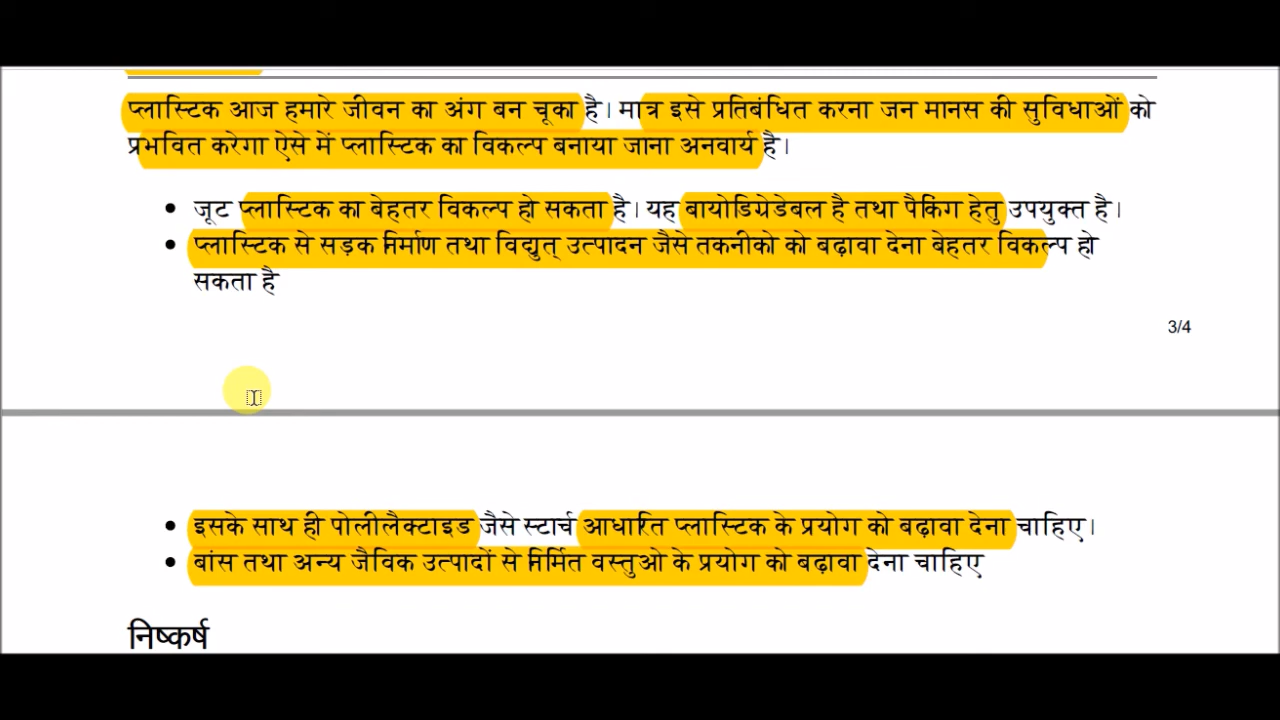 प्लास्टिक आज हमारे जीवन का अंग बन चूका है। मात्र इसे प्रतिबंधित करना जन मानस की सुविधाओं को
प्रभवित करेगा ऐसे में प्लास्टिक का विकल्प बनाया जाना अनवार्य है।
• जूट प्लास्टिक का बेहतर विकल्प हो सकता है। यह बायोडिग्रेडेबल है तथा पैकिंग हेतु उपयुक्त है।
• प्लास्टिक से सड़क निर्माण तथा विद्युत् उत्पादन जैसे तकनीको को बढ़ावा देना बेहतर विकल्प हो
सकता है
3/4
• इसके साथ ही पोलीलैक्टाइड जैसे स्टार्च आधारित प्लास्टिक के प्रयोग को बढ़ावा देना चाहिए।
• बांस तथा अन्य जैविक उत्पादों से निर्मित वस्तुओ के प्रयोग को बढ़ावा देना चाहिए
निष्कर्ष